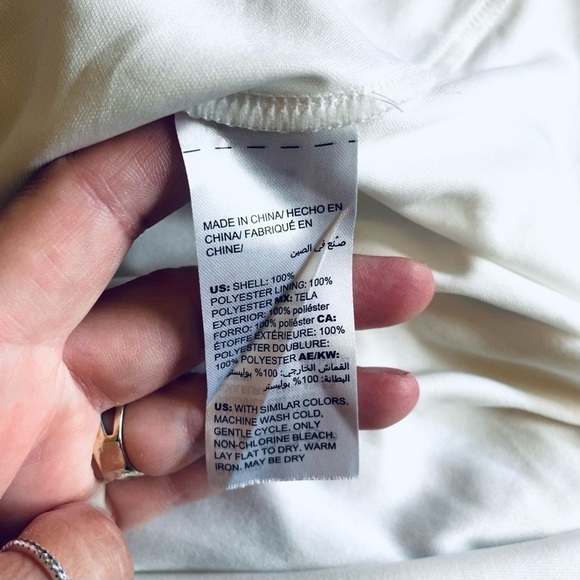 MADE IN CHINA/ HECHO EN
CHINA/ FABRIQUÉ EN
CHINE/
صنع في الصين
US: SHELL: 100%
POLYESTER LINING: 100%
POLYESTER MX: TELA
EXTERIOR: 100% poliéster
FORRO: 100% poliéster CA:
ÉTOFFE EXTÉRIEURE: 100%
POLYESTER DOUBLURE:
100% POLYESTER AE/KW:
القماش الخارجي: 100% بوليستر
البطانة: 100% بوليستر
US: WITH SIMILAR COLORS.
MACHINE WASH COLD,
GENTLE CYCLE. ONLY
NON-CHLORINE BLEACH.
LAY FLAT TO DRY. WARM
IRON. MAY BE DRY